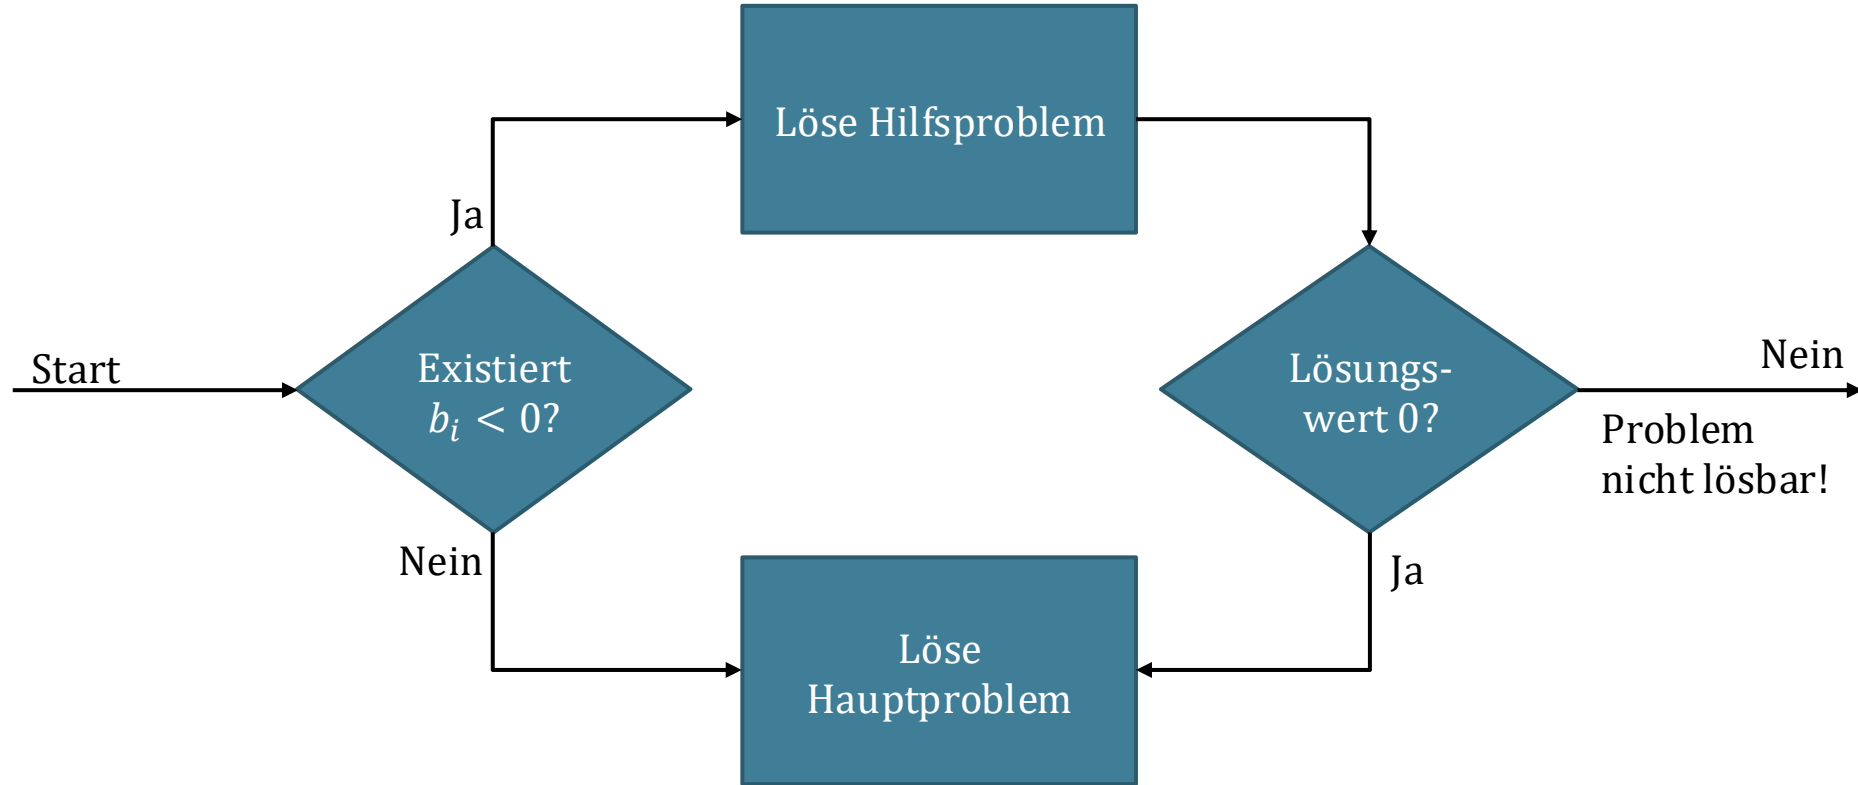 Löse Hilfsproblem
Ja
Start
Existiert
b_i < 0?
Lösungs-
wert 0?
Nein
Problem
nicht lösbar!
Nein
Ja
Löse
Hauptproblem